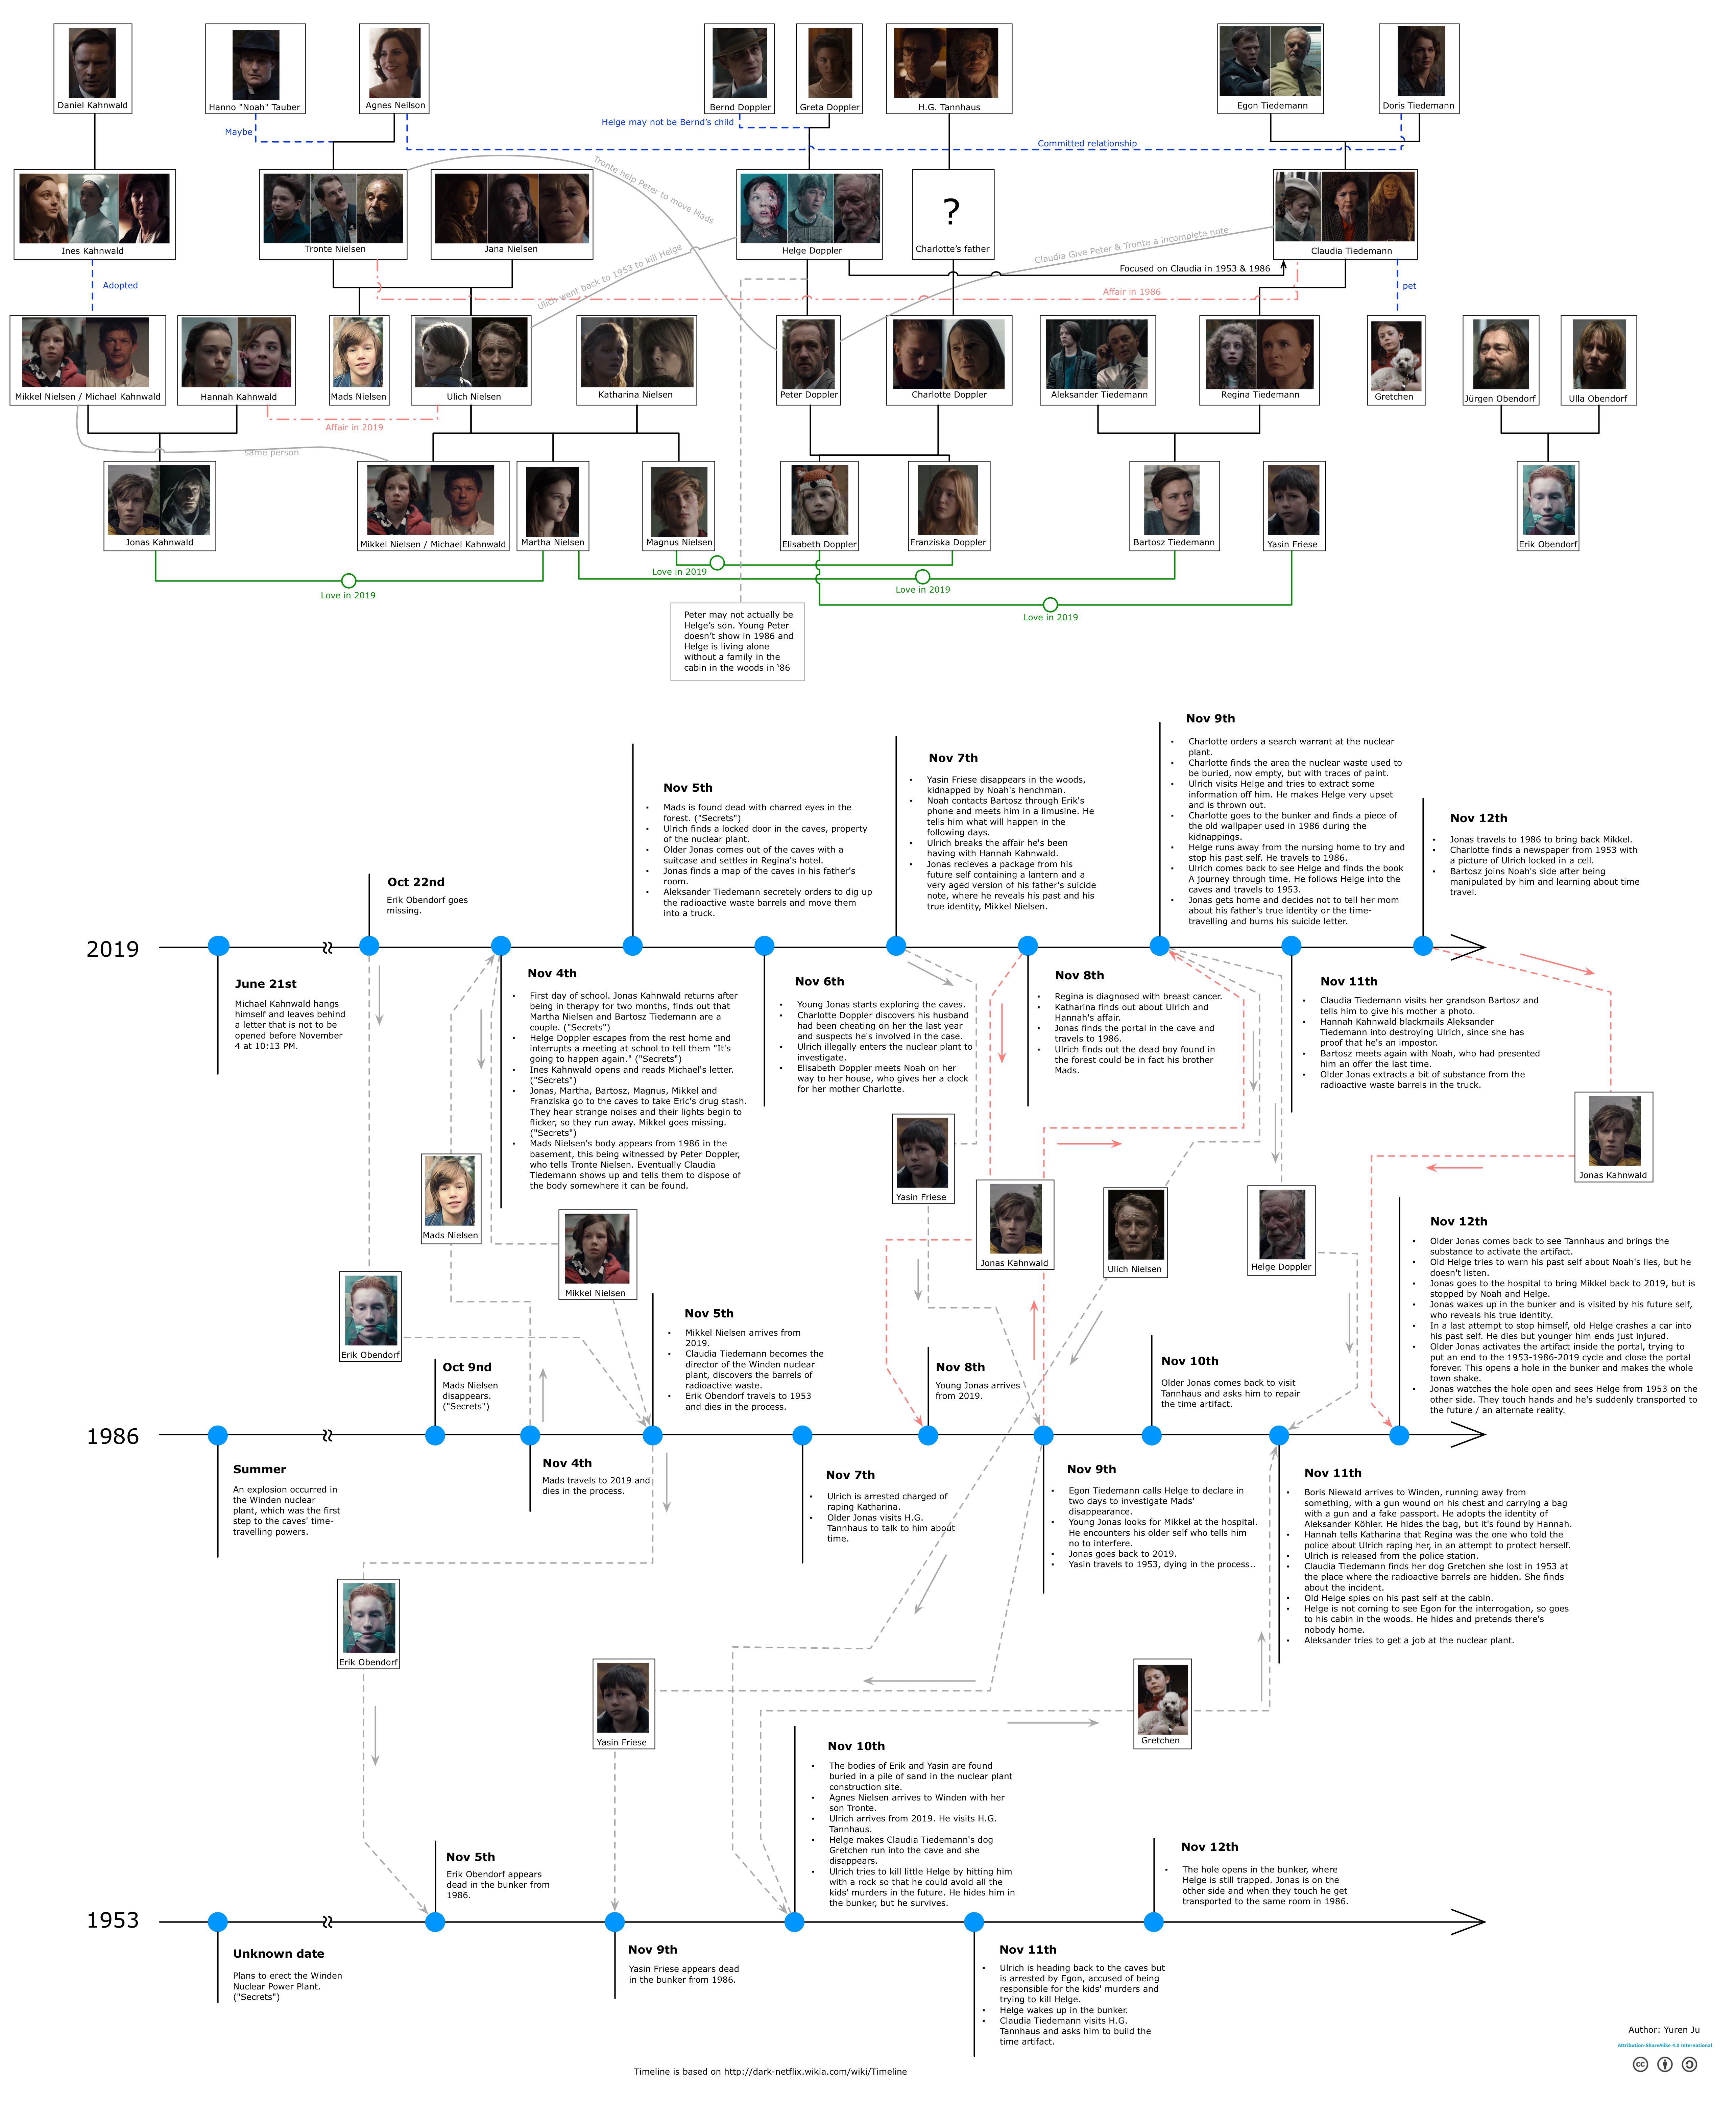 Daniel Kahnwald
Hanno "Noah" Tauber
Agnes Neilson
Bernd Doppler
Greta Doppler
H.G. Tannhaus
Egon Tiedemann
Doris Tiedemann
Maybe
Helge may not be Bernd's child
Committed relationship
Tronte help Peter to move Mads
Ines Kahnwald
Tronte Nielsen
Jana Nielsen
Helge Doppler
?
Charlotte's father
Claudia Tiedemann
Ulich went back to 1953 to kill Helge
Claudia Give Peter & Tronte a incomplete note
Focused on Claudia in 1953 & 1986
Adopted
Affair in 1986
pet
Mikkel Nielsen / Michael Kahnwald
Hannah Kahnwald
Mads Nielsen
Ulich Nielsen
Katharina Nielsen
Peter Doppler
Charlotte Doppler
Aleksander Tiedemann
Regina Tiedemann
Gretchen
Jürgen Obendorf
Ulla Obendorf
Affair in 2019
same person
Jonas Kahnwald
Mikkel Nielsen / Michael Kahnwald
Martha Nielsen
Magnus Nielsen
Elisabeth Doppler
Franziska Doppler
Bartosz Tiedemann
Yasin Friese
Erik Obendorf
Love in 2019
Love in 2019
Love in 2019
Love in 2019
Peter may not actually be
Helge's son. Young Peter
doesn't show in 1986 and
Helge is living alone
without a family in the
cabin in the woods in '86
2019
June 21st
Michael Kahnwald hangs
himself and leaves behind
a letter that is not to be
opened before November
4 at 10:13 PM.
Oct 22nd
Erik Obendorf goes
missing.
Nov 4th
• First day of school. Jonas Kahnwald returns after
being in therapy for two months, finds out that
Martha Nielsen and Bartosz Tiedemann are a
couple. ("Secrets")
• Helge Doppler escapes from the rest home and
interrupts a meeting at school to tell them "It's
going to happen again." ("Secrets")
• Ines Kahnwald opens and reads Michael's letter.
("Secrets")
• Jonas, Martha, Bartosz, Magnus, Mikkel and
Franziska go to the caves to take Eric's drug stash.
They hear strange noises and their lights begin to
flicker, so they run away. Mikkel goes missing.
("Secrets")
• Mads Nielsen's body appears from 1986 in the
basement, this being witnessed by Peter Doppler,
who tells Tronte Nielsen. Eventually Claudia
Tiedemann shows up and tells them to dispose of
the body somewhere it can be found.
Nov 5th
• Mads is found dead with charred eyes in the
forest. ("Secrets")
• Ulrich finds a locked door in the caves, property
of the nuclear plant.
• Older Jonas comes out of the caves with a
suitcase and settles in Regina's hotel.
• Jonas finds a map of the caves in his father's
room.
• Aleksander Tiedemann secretely orders to dig up
the radioactive waste barrels and move them
into a truck.
Nov 6th
• Young Jonas starts exploring the caves.
• Charlotte Doppler discovers his husband
had been cheating on her the last year
and suspects he's involved in the case.
• Ulrich illegally enters the nuclear plant to
investigate.
• Elisabeth Doppler meets Noah on her
way to her house, who gives her a clock
for her mother Charlotte.
Nov 7th
• Yasin Friese disappears in the woods,
kidnapped by Noah's henchman.
• Noah contacts Bartosz through Erik's
phone and meets him in a limusine. He
tells him what will happen in the
following days.
• Ulrich breaks the affair he's been
having with Hannah Kahnwald.
• Jonas recieves a package from his
future self containing a lantern and a
very aged version of his father's suicide
note, where he reveals his past and his
true identity, Mikkel Nielsen.
Nov 8th
• Regina is diagnosed with breast cancer.
• Katharina finds out about Ulrich and
Hannah's affair.
• Jonas finds the portal in the cave and
travels to 1986.
• Ulrich finds out the dead boy found in
the forest could be in fact his brother
Mads.
Nov 9th
• Charlotte orders a search warrant at the nuclear
plant.
• Charlotte finds the area the nuclear waste used to
be buried, now empty, but with traces of paint.
• Ulrich visits Helge and tries to extract some
information off him. He makes Helge very upset
and is thrown out.
• Charlotte goes to the bunker and finds a piece of
the old wallpaper used in 1986 during the
kidnappings.
• Helge runs away from the nursing home to try and
stop his past self. He travels to 1986.
• Ulrich comes back to see Helge and finds the book
A journey through time. He follows Helge into the
caves and travels to 1953.
• Jonas gets home and decides not to tell her mom
about his father's true identity or the time-
travelling and burns his suicide letter.
Nov 11th
• Claudia Tiedemann visits her grandson Bartosz and
tells him to give his mother a photo.
• Hannah Kahnwald blackmails Aleksander
Tiedemann into destroying Ulrich, since she has
proof that he's an impostor.
• Bartosz meets again with Noah, who had presented
him an offer the last time.
• Older Jonas extracts a bit of substance from the
radioactive waste barrels in the truck.
Nov 12th
• Jonas travels to 1986 to bring back Mikkel.
• Charlotte finds a newspaper from 1953 with
a picture of Ulrich locked in a cell.
• Bartosz joins Noah's side after being
manipulated by him and learning about time
travel.
Mads Nielsen
Mikkel Nielsen
Erik Obendorf
Yasin Friese
Jonas Kahnwald
Ulich Nielsen
Helge Doppler
Jonas Kahnwald
1986
Summer
An explosion occurred in
the Winden nuclear
plant, which was the first
step to the caves' time-
travelling powers.
Oct 9nd
Mads Nielsen
disappears.
("Secrets")
Nov 4th
Mads travels to 2019 and
dies in the process.
Nov 5th
• Mikkel Nielsen arrives from
2019.
• Claudia Tiedemann becomes the
director of the Winden nuclear
plant, discovers the barrels of
radioactive waste.
• Erik Obendorf travels to 1953
and dies in the process.
Nov 7th
• Ulrich is arrested charged of
raping Katharina.
• Older Jonas visits H.G.
Tannhaus to talk to him about
time.
Nov 8th
Young Jonas arrives
from 2019.
Nov 9th
• Egon Tiedemann calls Helge to declare in
two days to investigate Mads'
disappearance.
• Young Jonas looks for Mikkel at the hospital.
He encounters his older self who tells him
no to interfere.
• Jonas goes back to 2019.
• Yasin travels to 1953, dying in the process..
Nov 10th
Older Jonas comes back to visit
Tannhaus and asks him to repair
the time artifact.
Nov 11th
• Boris Niewald arrives to Winden, running away from
something, with a gun wound on his chest and carrying a bag
with a gun and a fake passport. He adopts the identity of
Aleksander Köhler. He hides the bag, but it's found by Hannah.
• Hannah tells Katharina that Regina was the one who told the
police about Ulrich raping her, in an attempt to protect herself.
• Ulrich is released from the police station.
• Claudia Tiedemann finds her dog Gretchen she lost in 1953 at
the place where the radioactive barrels are hidden. She finds
about the incident.
• Old Helge spies on his past self at the cabin.
• Helge is not coming to see Egon for the interrogation, so goes
to his cabin in the woods. He hides and pretends there's
nobody home.
• Aleksander tries to get a job at the nuclear plant.
Nov 12th
• Older Jonas comes back to see Tannhaus and brings the
substance to activate the artifact.
• Old Helge tries to warn his past self about Noah's lies, but he
doesn't listen.
• Jonas goes to the hospital to bring Mikkel back to 2019, but is
stopped by Noah and Helge.
• Jonas wakes up in the bunker and is visited by his future self,
who reveals his true identity.
• In a last attempt to stop himself, old Helge crashes a car into
his past self. He dies but younger him ends just injured.
• Older Jonas activates the artifact inside the portal, trying to
put an end to the 1953-1986-2019 cycle and close the portal
forever. This opens a hole in the bunker and makes the whole
town shake.
• Jonas watches the hole open and sees Helge from 1953 on the
other side. They touch hands and he's suddenly transported to
the future / an alternate reality.
Erik Obendorf
Yasin Friese
Gretchen
1953
Unknown date
Plans to erect the Winden
Nuclear Power Plant.
("Secrets")
Nov 5th
Erik Obendorf appears
dead in the bunker from
1986.
Nov 9th
Yasin Friese appears dead
in the bunker from 1986.
Nov 10th
• The bodies of Erik and Yasin are found
buried in a pile of sand in the nuclear plant
construction site.
• Agnes Nielsen arrives to Winden with her
son Tronte.
• Ulrich arrives from 2019. He visits H.G.
Tannhaus.
• Helge makes Claudia Tiedemann's dog
Gretchen run into the cave and she
disappears.
• Ulrich tries to kill little Helge by hitting him
with a rock so that he could avoid all the
kids' murders in the future. He hides him in
the bunker, but he survives.
Nov 11th
• Ulrich is heading back to the caves but
is arrested by Egon, accused of being
responsible for the kids' murders and
trying to kill Helge.
• Helge wakes up in the bunker.
• Claudia Tiedemann visits H.G.
Tannhaus and asks him to build the
time artifact.
Nov 12th
• The hole opens in the bunker, where
Helge is still trapped. Jonas is on the
other side and when they touch he get
transported to the same room in 1986.
Author: Yuren Ju
Attribution-ShareAlike 4.0 International
cc
Timeline is based on http://dark-netflix.wikia.com/wiki/Timeline